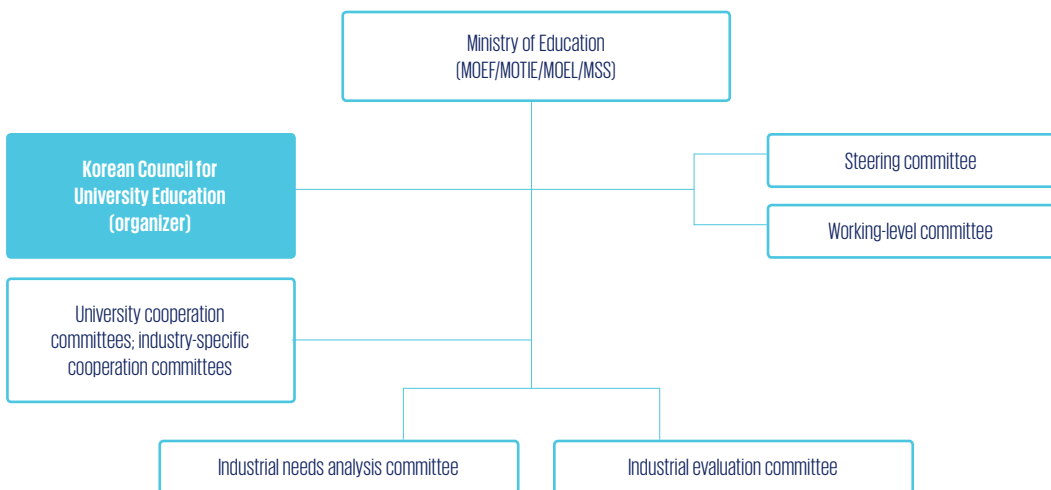 Ministry of Education
(MOEF/MOTIE/MOEL/MSS)
Korean Council for
University Education
(organizer)
Steering committee
Working-level committee
University cooperation
committees; industry-specific
cooperation committees
Industrial needs analysis committee
Industrial evaluation committee